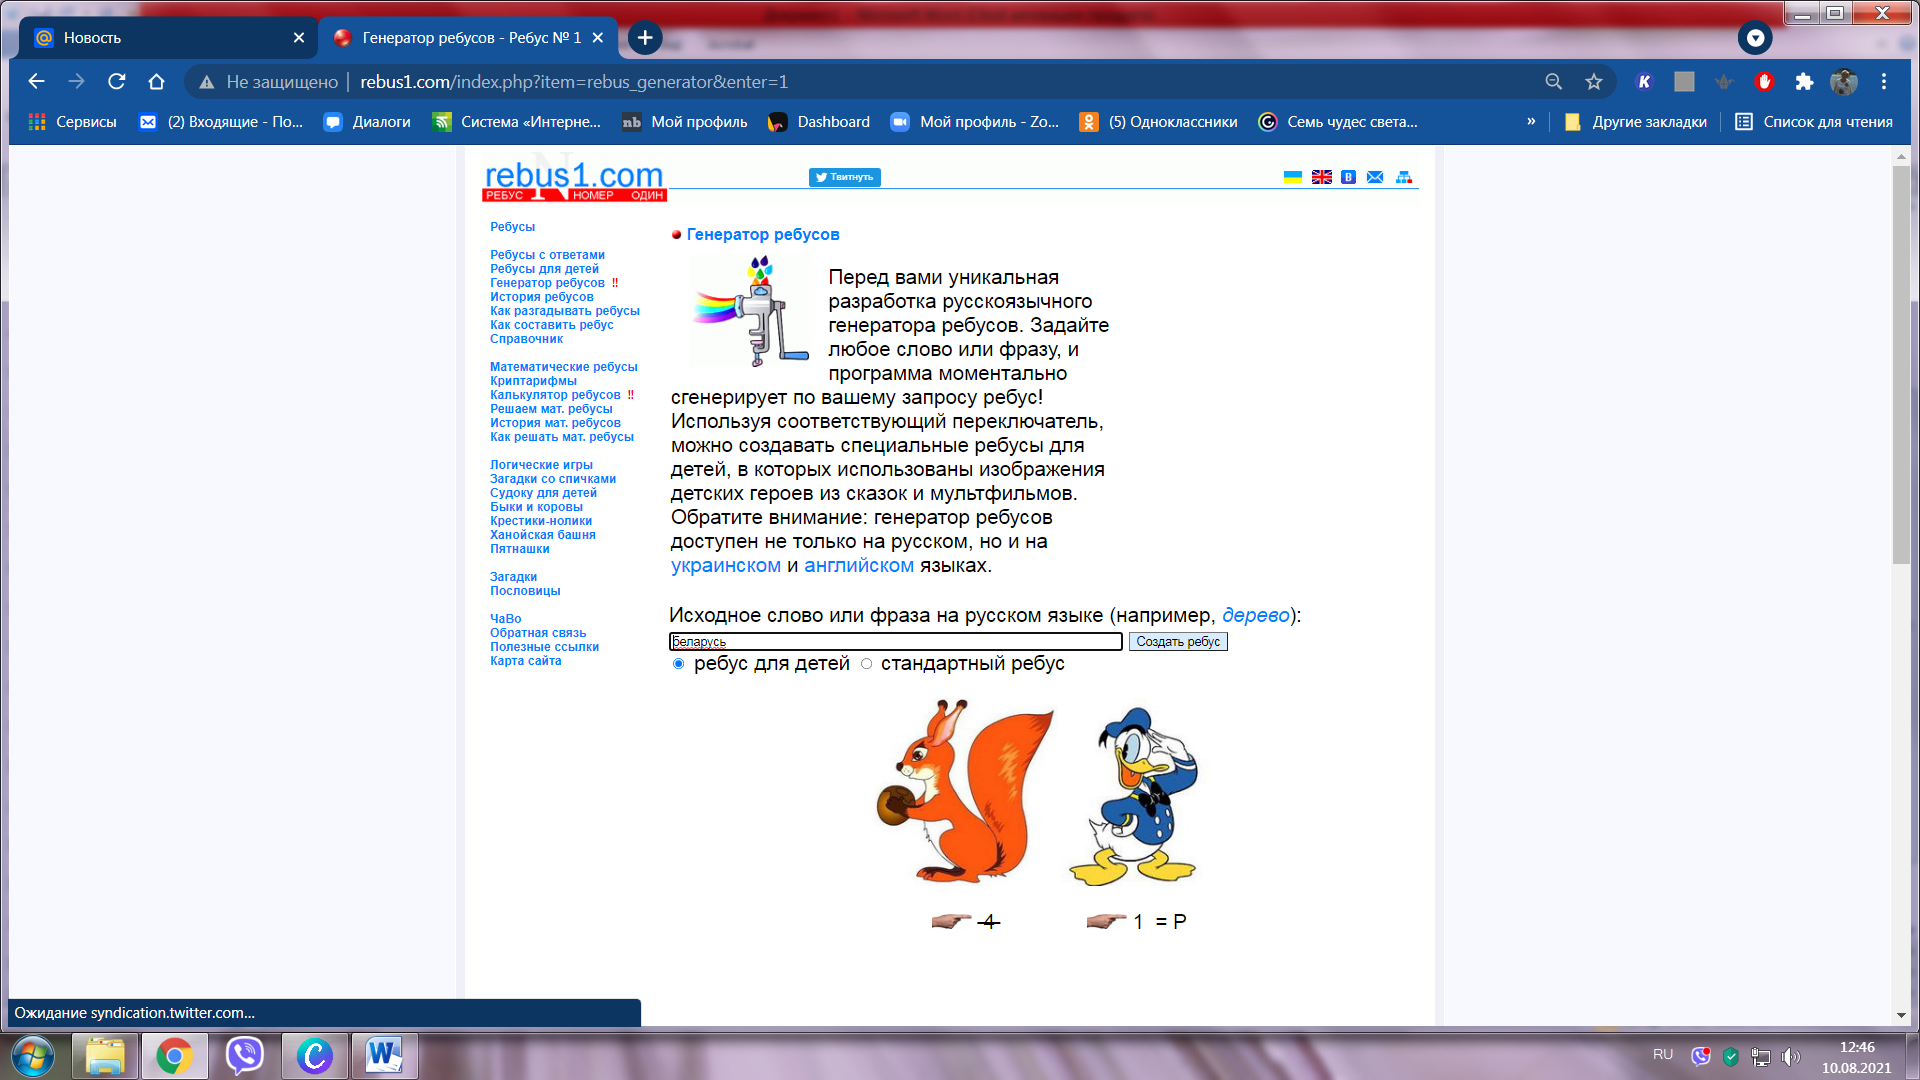 Новость
Генератор ребусов - Ребус № 1
Не защищено
rebus1.com/index.php?item=rebus_generator&enter=1
Сервисы
(2) Входящие - По...
Диалоги
Система «Интерне...
nb Мой профиль
Dashboard
Мой профиль - Zo...
(5) Одноклассники
Семь чудес света...
»
Другие закладки
Список для чтения
rebus1.com
РЕБУС N НОМЕР ОДИН
Твитнуть
Ребусы
Ребусы с ответами
Ребусы для детей
Генератор ребусов !!
История ребусов
Как разгадывать ребусы
Как составить ребус
Справочник
Математические ребусы
Криптарифмы
Калькулятор ребусов !!
Решаем мат. ребусы
История мат. ребусов
Как решать мат. ребусы
Логические игры
Загадки со спичками
Судоку для детей
Быки и коровы
Крестики-нолики
Ханойская башня
Пятнашки
Загадки
Пословицы
ЧаВо
Обратная связь
Полезные ссылки
Карта сайта
Генератор ребусов
Перед вами уникальная
разработка русскоязычного
генератора ребусов. Задайте
любое слово или фразу, и
программа моментально
сгенерирует по вашему запросу ребус!
Используя соответствующий переключатель,
можно создавать специальные ребусы для
детей, в которых использованы изображения
детских героев из сказок и мультфильмов.
Обратите внимание: генератор ребусов
доступен не только на русском, но и на
украинском и английском языках.
Исходное слово или фраза на русском языке (например, дерево):
беларусь
Создать ребус
ребус для детей стандартный ребус
4
1 = Р
Ожидание syndication.twitter.com...
RU
12:46
10.08.2021